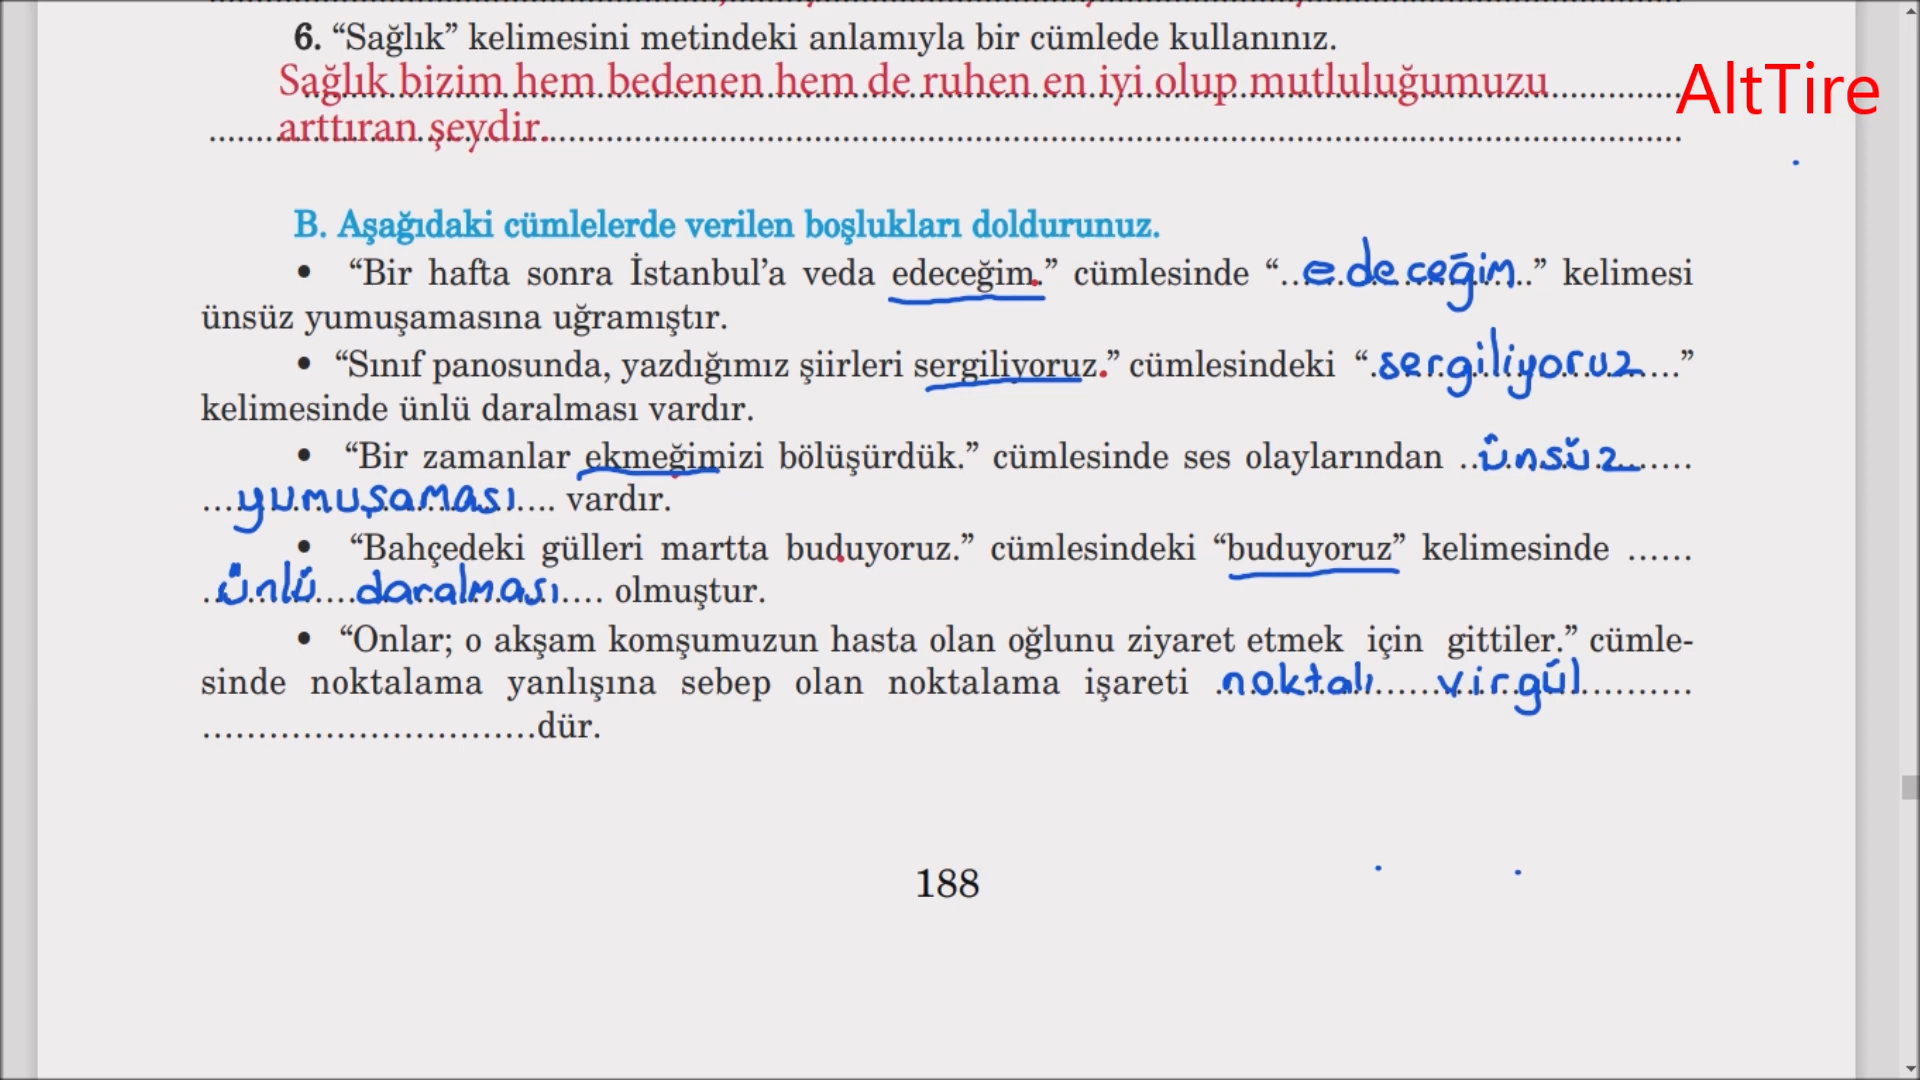 6. “Sağlık” kelimesini metindeki anlamıyla bir cümlede kullanınız.
Sağlık bizim hem bedenen hem de ruhen en iyi olup mutluluğumuzu
AltTire
arttıran şeydir.
B. Aşağıdaki cümlelerde verilen boşlukları doldurunuz.
• “Bir hafta sonra İstanbul’a veda edeceğim.” cümlesinde “..edeceğim..” kelimesi
ünsüz yumuşamasına uğramıştır.
• “Sınıf panosunda, yazdığımız şiirleri sergiliyoruz.” cümlesindeki “.sergiliyoruz....”
kelimesinde ünlü daralması vardır.
• “Bir zamanlar ekmeğimizi bölüşürdük.” cümlesinde ses olaylarından ..ünsüz.....
...yumuşaması.... vardır.
• “Bahçedeki gülleri martta buduyoruz.” cümlesindeki “buduyoruz” kelimesinde ......
.ünlü....daralması.... olmuştur.
• “Onlar; o akşam komşumuzun hasta olan oğlunu ziyaret etmek için gittiler.” cümle-
sinde noktalama yanlışına sebep olan noktalama işareti .noktalı.....virgül..........
..............................dür.
188